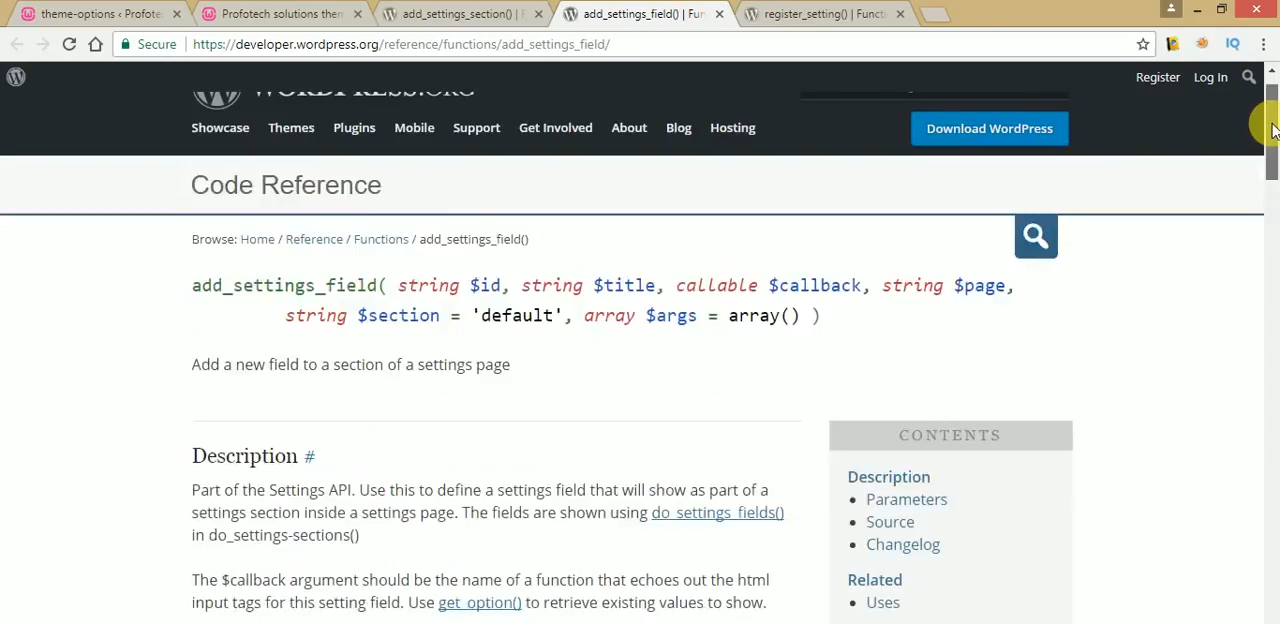 theme-options ‹ Profote
Profotech solutions them
add_settings_section() |
add_settings_field() | Fun
register_setting() | Functi
Secure | https://developer.wordpress.org/reference/functions/add_settings_field/
Register Log In
WORDPRESS.ORG
Showcase Themes Plugins Mobile Support Get Involved About Blog Hosting
Download WordPress
Code Reference
Browse: Home / Reference / Functions / add_settings_field()
add_settings_field( string $id, string $title, callable $callback, string $page,
string $section = 'default', array $args = array() )
Add a new field to a section of a settings page
Description #
Part of the Settings API. Use this to define a settings field that will show as part of a
settings section inside a settings page. The fields are shown using do_settings_fields()
in do_settings-sections()
The $callback argument should be the name of a function that echoes out the html
input tags for this setting field. Use get_option() to retrieve existing values to show.
CONTENTS
Description
• Parameters
• Source
• Changelog
Related
• Uses